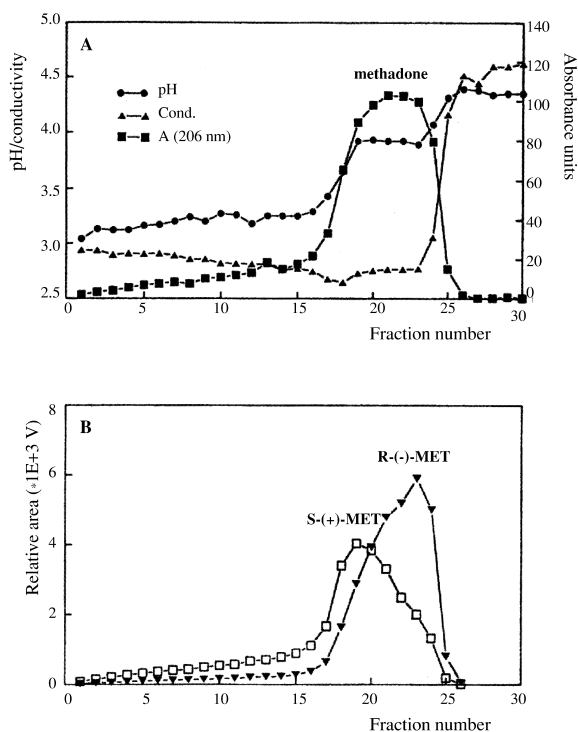 A
methadone
pH
Cond.
A (206 nm)
pH/conductivity
5.0
4.5
4.0
3.5
3.0
2.5
140
120
100
80
60
40
20
0
Absorbance units
0 5 10 15 20 25 30
Fraction number
B
R-(-)-MET
S-(+)-MET
Relative area (*1E+3 V)
8
6
4
2
0
0 5 10 15 20 25 30
Fraction number